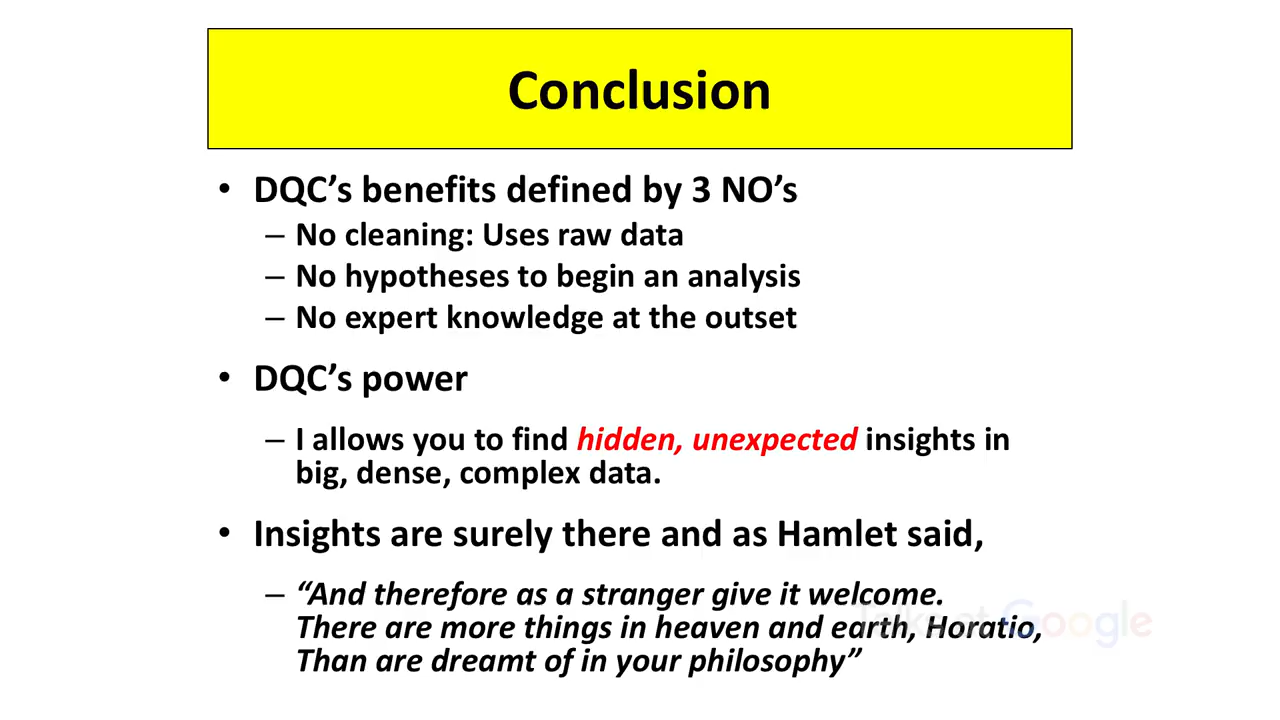 Conclusion
• DQC’s benefits defined by 3 NO’s
– No cleaning: Uses raw data
– No hypotheses to begin an analysis
– No expert knowledge at the outset
• DQC’s power
– I allows you to find hidden, unexpected insights in
big, dense, complex data.
• Insights are surely there and as Hamlet said,
– “And therefore as a stranger give it welcome.
There are more things in heaven and earth, Horatio,
Than are dreamt of in your philosophy”
Talks at Google